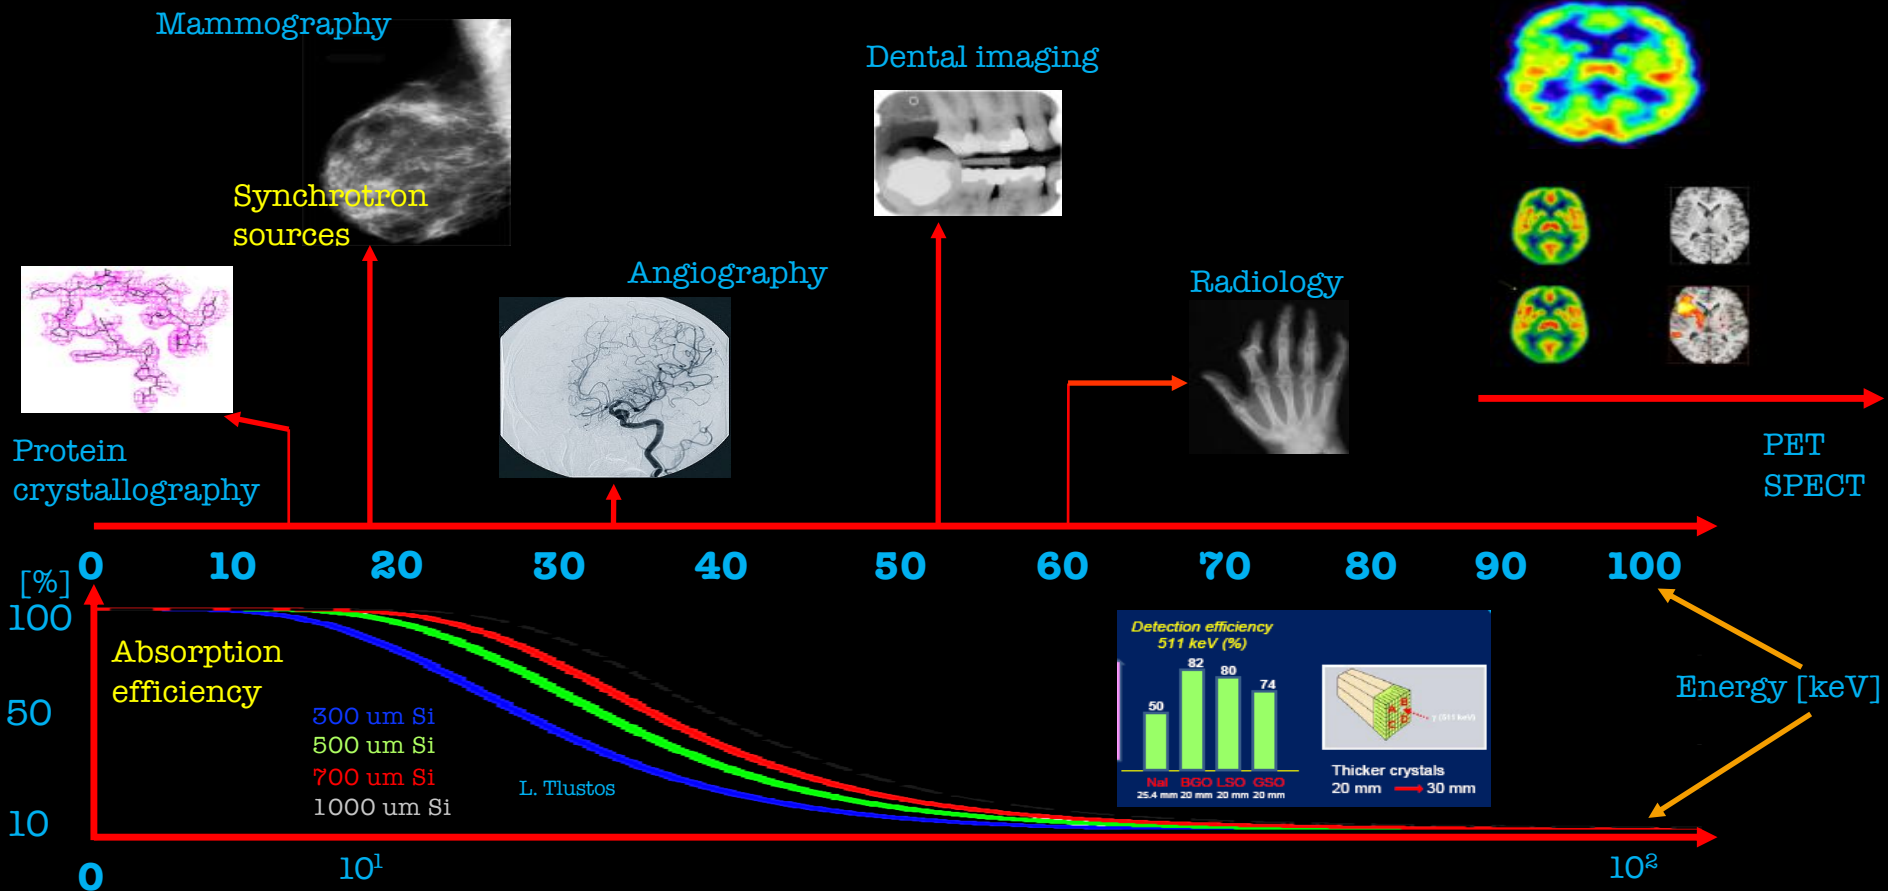 Mammography
Dental imaging
Synchrotron
sources
Angiography
Radiology
Protein
crystallography
PET
SPECT
0 10 20 30 40 50 60 70 80 90 100
[%]
100
50
10
Absorption
efficiency
300 um Si
500 um Si
700 um Si
1000 um Si
L. Tlustos
Detection efficiency
511 keV (%)
50 82 80 74
NaI BGO LSO GSO
25.4 mm 20 mm 20 mm 20 mm
A B
C D
γ (511 keV)
Thicker crystals
20 mm 30 mm
Energy [keV]
0 10¹ 10²